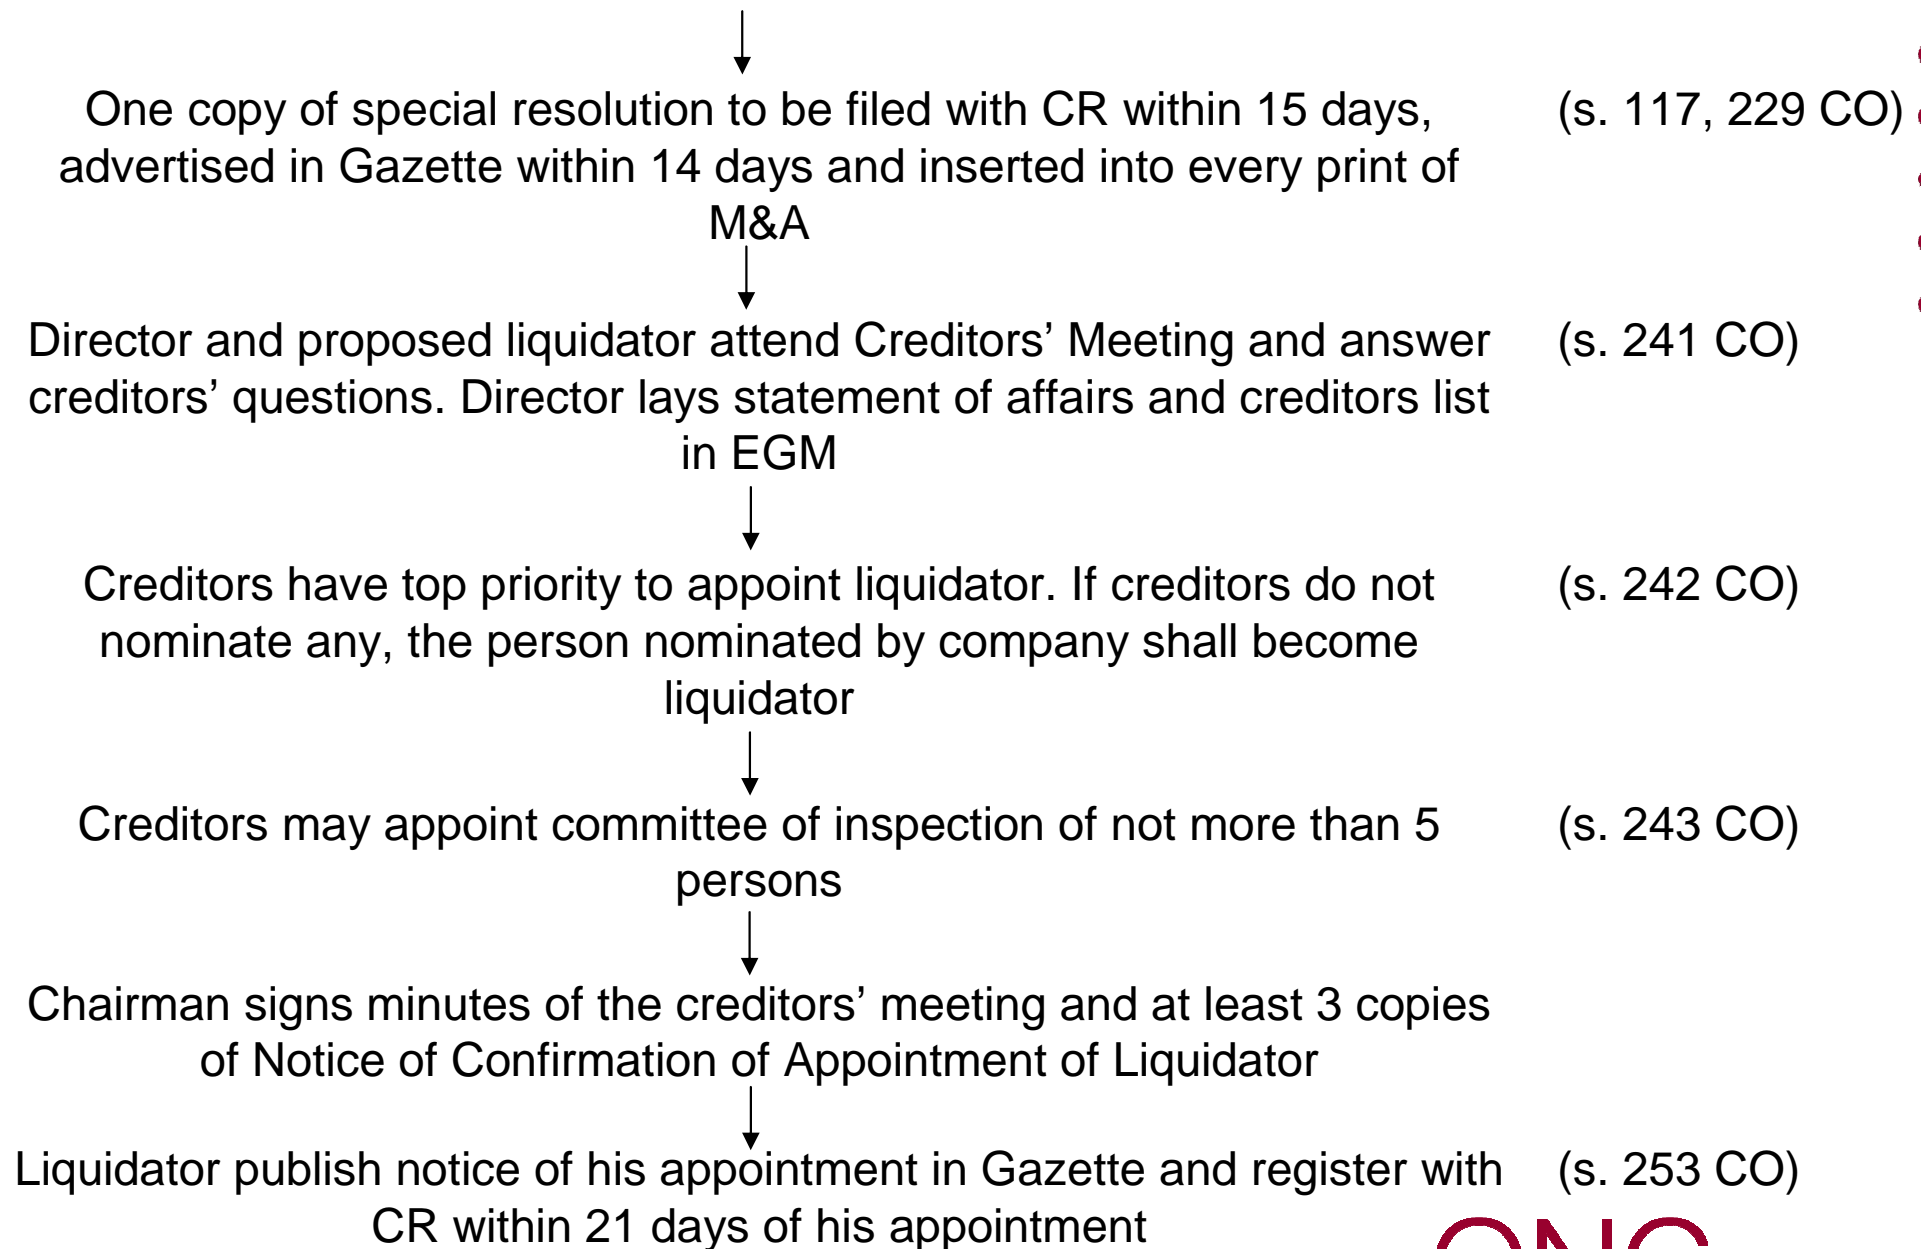 One copy of special resolution to be filed with CR within 15 days, (s. 117, 229 CO)
advertised in Gazette within 14 days and inserted into every print of
M&A
Director and proposed liquidator attend Creditors’ Meeting and answer (s. 241 CO)
creditors’ questions. Director lays statement of affairs and creditors list
in EGM
Creditors have top priority to appoint liquidator. If creditors do not (s. 242 CO)
nominate any, the person nominated by company shall become
liquidator
Creditors may appoint committee of inspection of not more than 5 (s. 243 CO)
persons
Chairman signs minutes of the creditors’ meeting and at least 3 copies
of Notice of Confirmation of Appointment of Liquidator
Liquidator publish notice of his appointment in Gazette and register with (s. 253 CO)
CR within 21 days of his appointment